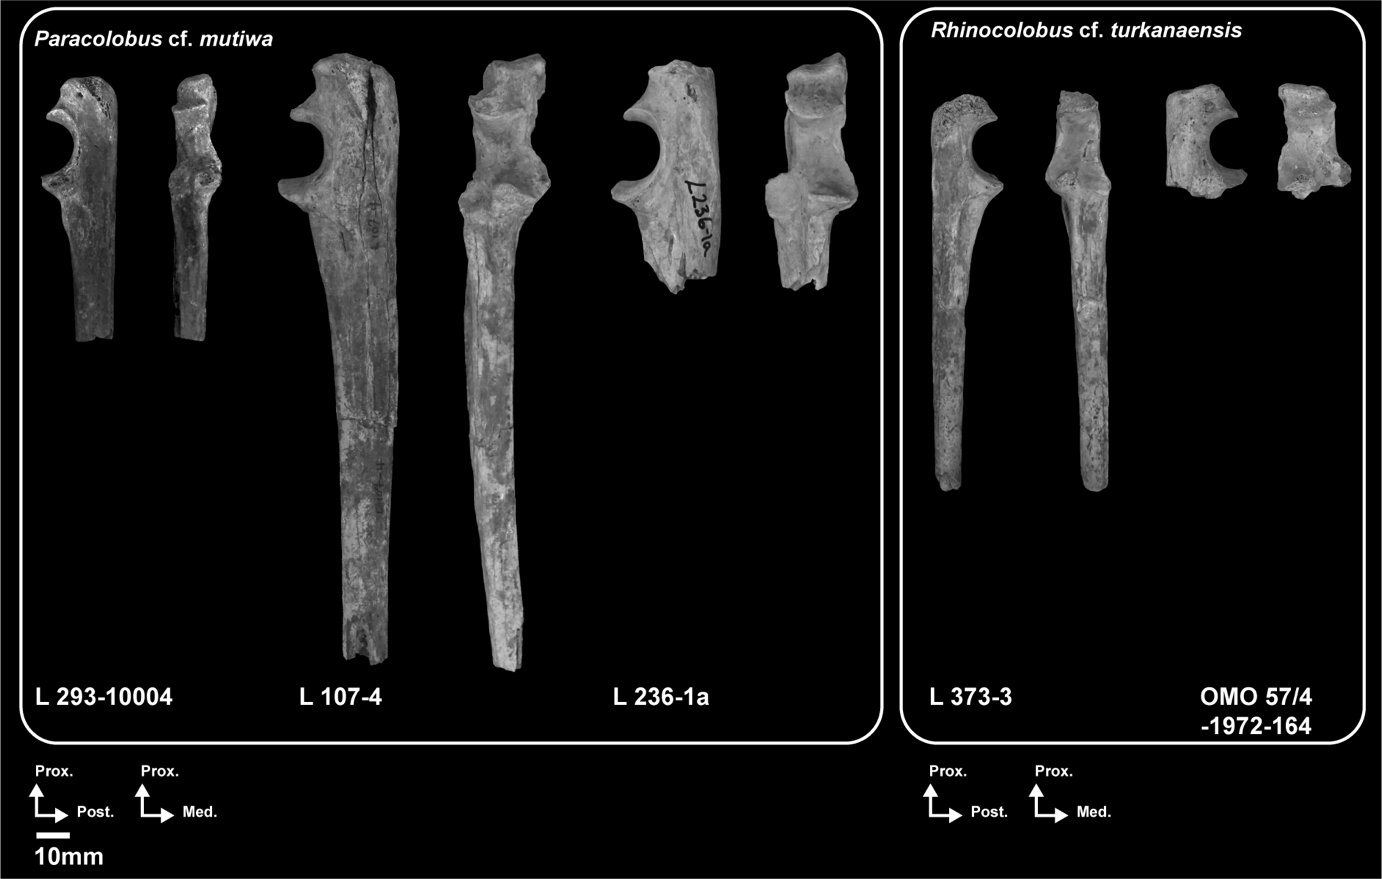 Paracolobus cf. mutiwa
Rhinocolobus cf. turkanaensis
L236-1a
L 293-10004
L 107-4
L 236-1a
L 373-3
OMO 57/4
-1972-164
Prox.
Prox.
Post.
Med.
10mm
Prox.
Prox.
Post.
Med.